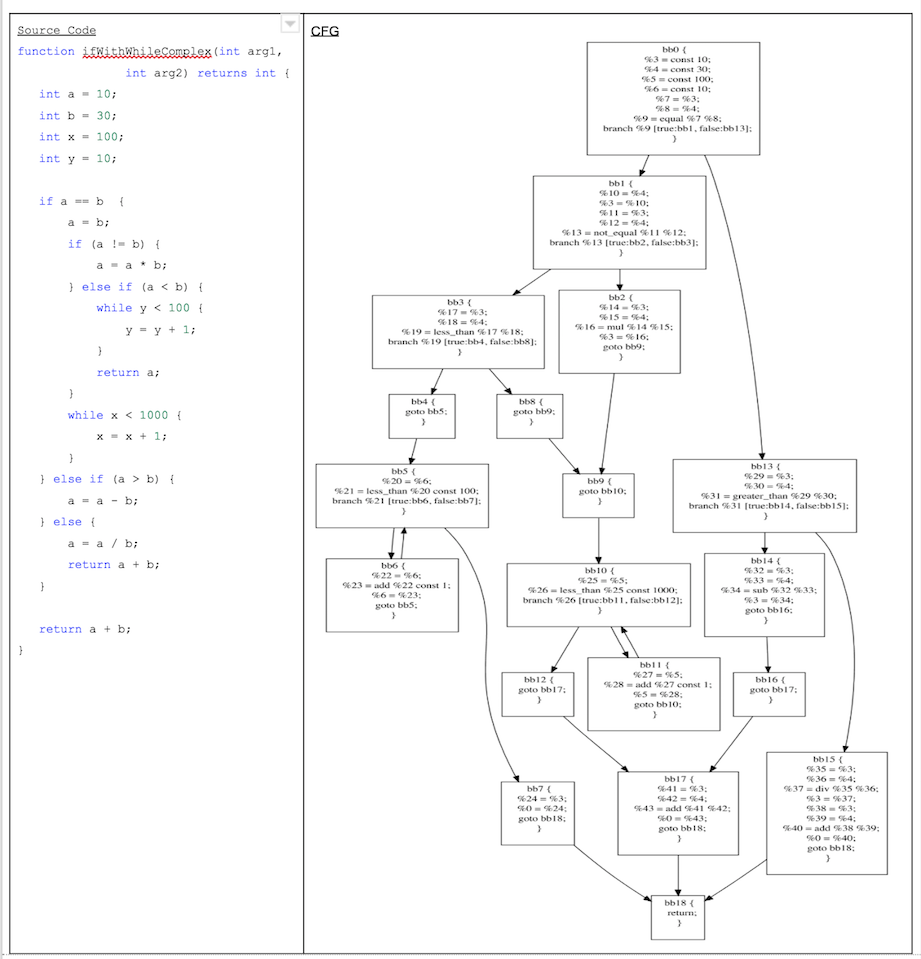 Source Code
function ifWithWhileComplex(int arg1,
int arg2) returns int {
int a = 10;
int b = 30;
int x = 100;
int y = 10;
if a == b {
a = b;
if (a != b) {
a = a * b;
} else if (a < b) {
while y < 100 {
y = y + 1;
}
return a;
}
while x < 1000 {
x = x + 1;
}
} else if (a > b) {
a = a - b;
} else {
a = a / b;
return a + b;
}
return a + b;
}
CFG
bb0 {
%3 = const 10;
%4 = const 30;
%5 = const 100;
%6 = const 10;
%7 = %3;
%8 = %4;
%9 = equal %7 %8;
branch %9 [true:bb1, false:bb13];
}
bb1 {
%10 = %4;
%3 = %10;
%11 = %3;
%12 = %4;
%13 = not_equal %11 %12;
branch %13 [true:bb2, false:bb3];
}
bb3 {
%17 = %3;
%18 = %4;
%19 = less_than %17 %18;
branch %19 [true:bb4, false:bb8];
}
bb2 {
%14 = %3;
%15 = %4;
%16 = mul %14 %15;
%3 = %16;
goto bb9;
}
bb4 {
goto bb5;
}
bb8 {
goto bb9;
}
bb5 {
%20 = %6;
%21 = less_than %20 const 100;
branch %21 [true:bb6, false:bb7];
}
bb9 {
goto bb10;
}
bb13 {
%29 = %3;
%30 = %4;
%31 = greater_than %29 %30;
branch %31 [true:bb14, false:bb15];
}
bb6 {
%22 = %6;
%23 = add %22 const 1;
%6 = %23;
goto bb5;
}
bb10 {
%25 = %5;
%26 = less_than %25 const 1000;
branch %26 [true:bb11, false:bb12];
}
bb14 {
%32 = %3;
%33 = %4;
%34 = sub %32 %33;
%3 = %34;
goto bb16;
}
bb12 {
goto bb17;
}
bb11 {
%27 = %5;
%28 = add %27 const 1;
%5 = %28;
goto bb10;
}
bb16 {
goto bb17;
}
bb7 {
%24 = %3;
%0 = %24;
goto bb18;
}
bb17 {
%41 = %3;
%42 = %4;
%43 = add %41 %42;
%0 = %43;
goto bb18;
}
bb15 {
%35 = %3;
%36 = %4;
%37 = div %35 %36;
%3 = %37;
%38 = %3;
%39 = %4;
%40 = add %38 %39;
%0 = %40;
goto bb18;
}
bb18 {
return;
}